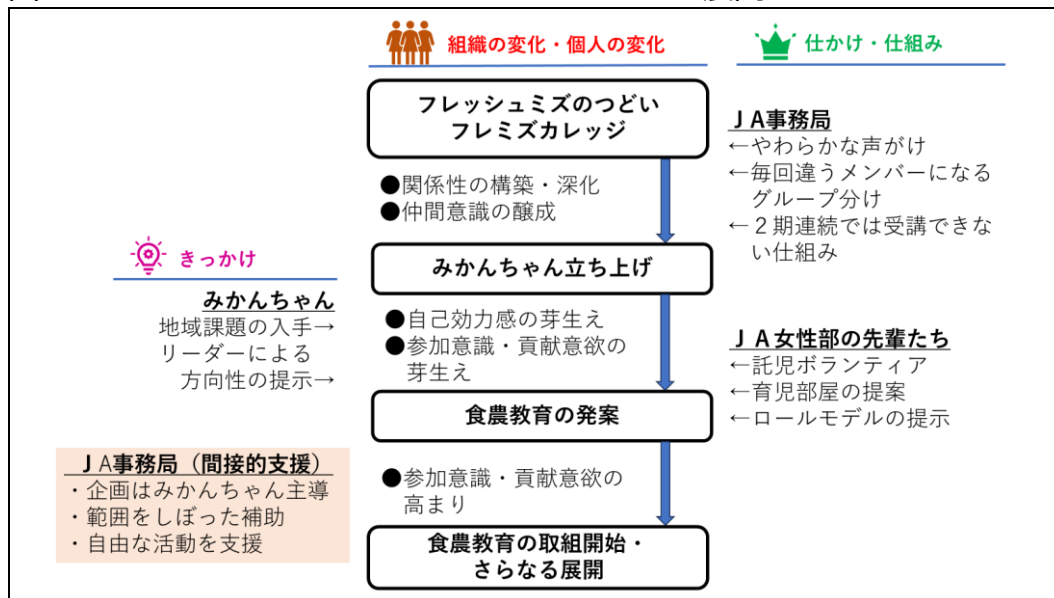 組織の変化・個人の変化
仕かけ・仕組み
フレッシュミズのつどい
フレミズカレッジ
ＪA事務局
←やわらかな声がけ
←毎回違うメンバーになる
グループ分け
←２期連続では受講できな
い仕組み
●関係性の構築・深化
●仲間意識の醸成
きっかけ
みかんちゃん立ち上げ
みかんちゃん
地域課題の入手→
リーダーによる
方向性の提示→
●自己効力感の芽生え
●参加意識・貢献意欲の
芽生え
ＪＡ女性部の先輩たち
←託児ボランティア
←育児部屋の提案
←ロールモデルの提示
食農教育の発案
ＪA事務局（間接的支援）
・企画はみかんちゃん主導
・範囲をしぼった補助
・自由な活動を支援
●参加意識・貢献意欲の
高まり
食農教育の取組開始・
さらなる展開